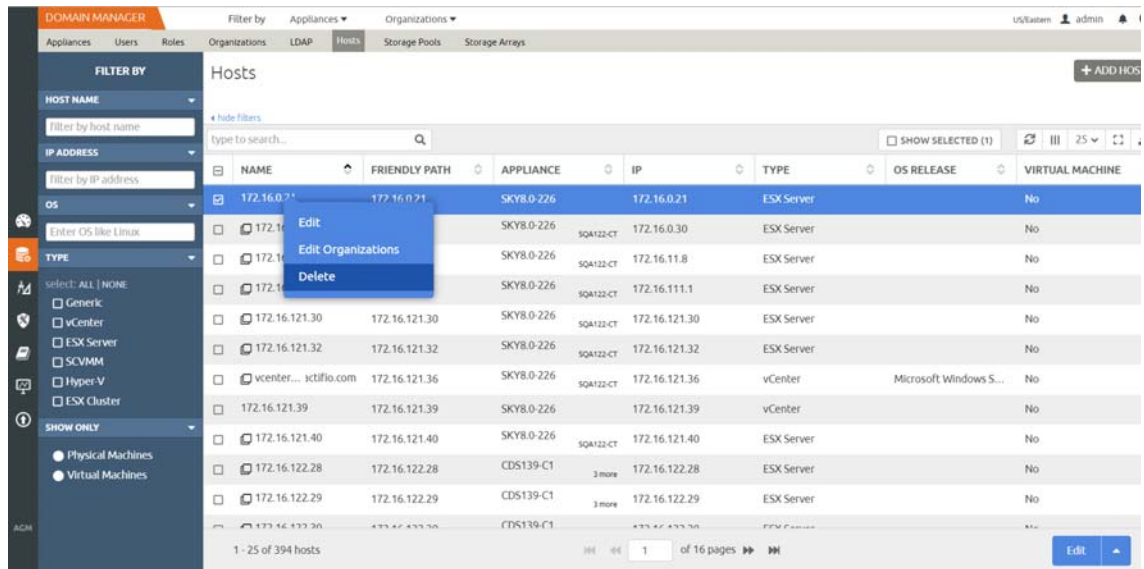 DOMAIN MANAGER Filter by Appliances Organizations US/Eastern admin
Appliances Users Roles Organizations LDAP Hosts Storage Pools Storage Arrays
FILTER BY
HOST NAME
filter by host name
IP ADDRESS
filter by IP address
OS
Enter OS like Linux
TYPE
select: ALL | NONE
Generic
vCenter
ESX Server
SCVMM
Hyper-V
ESX Cluster
SHOW ONLY
Physical Machines
Virtual Machines
AGM
Hosts
+ ADD HOS
hide filters
type to search... SHOW SELECTED (1) 25
NAME FRIENDLY PATH APPLIANCE IP TYPE OS RELEASE VIRTUAL MACHINE
172.16.0.21 172.16.0.21 SKY8.0-226 172.16.0.21 ESX Server No
172.1 SKY8.0-226 SQA122-CT 172.16.0.30 ESX Server No
172.1 SKY8.0-226 SQA122-CT 172.16.11.8 ESX Server No
172.1 SKY8.0-226 SQA122-CT 172.16.111.1 ESX Server No
Edit
Edit Organizations
Delete
172.16.121.30 172.16.121.30 SKY8.0-226 SQA122-CT 172.16.121.30 ESX Server No
172.16.121.32 172.16.121.32 SKY8.0-226 SQA122-CT 172.16.121.32 ESX Server No
vcenter... actifio.com 172.16.121.36 SKY8.0-226 SQA122-CT 172.16.121.36 vCenter Microsoft Windows S... No
172.16.121.39 172.16.121.39 SKY8.0-226 172.16.121.39 vCenter No
172.16.121.40 172.16.121.40 SKY8.0-226 SQA122-CT 172.16.121.40 ESX Server No
172.16.122.28 172.16.122.28 CDS139-C1 3 more 172.16.122.28 ESX Server No
172.16.122.29 172.16.122.29 CDS139-C1 3 more 172.16.122.29 ESX Server No
CDS139-C1
1 - 25 of 394 hosts 1 of 16 pages Edit